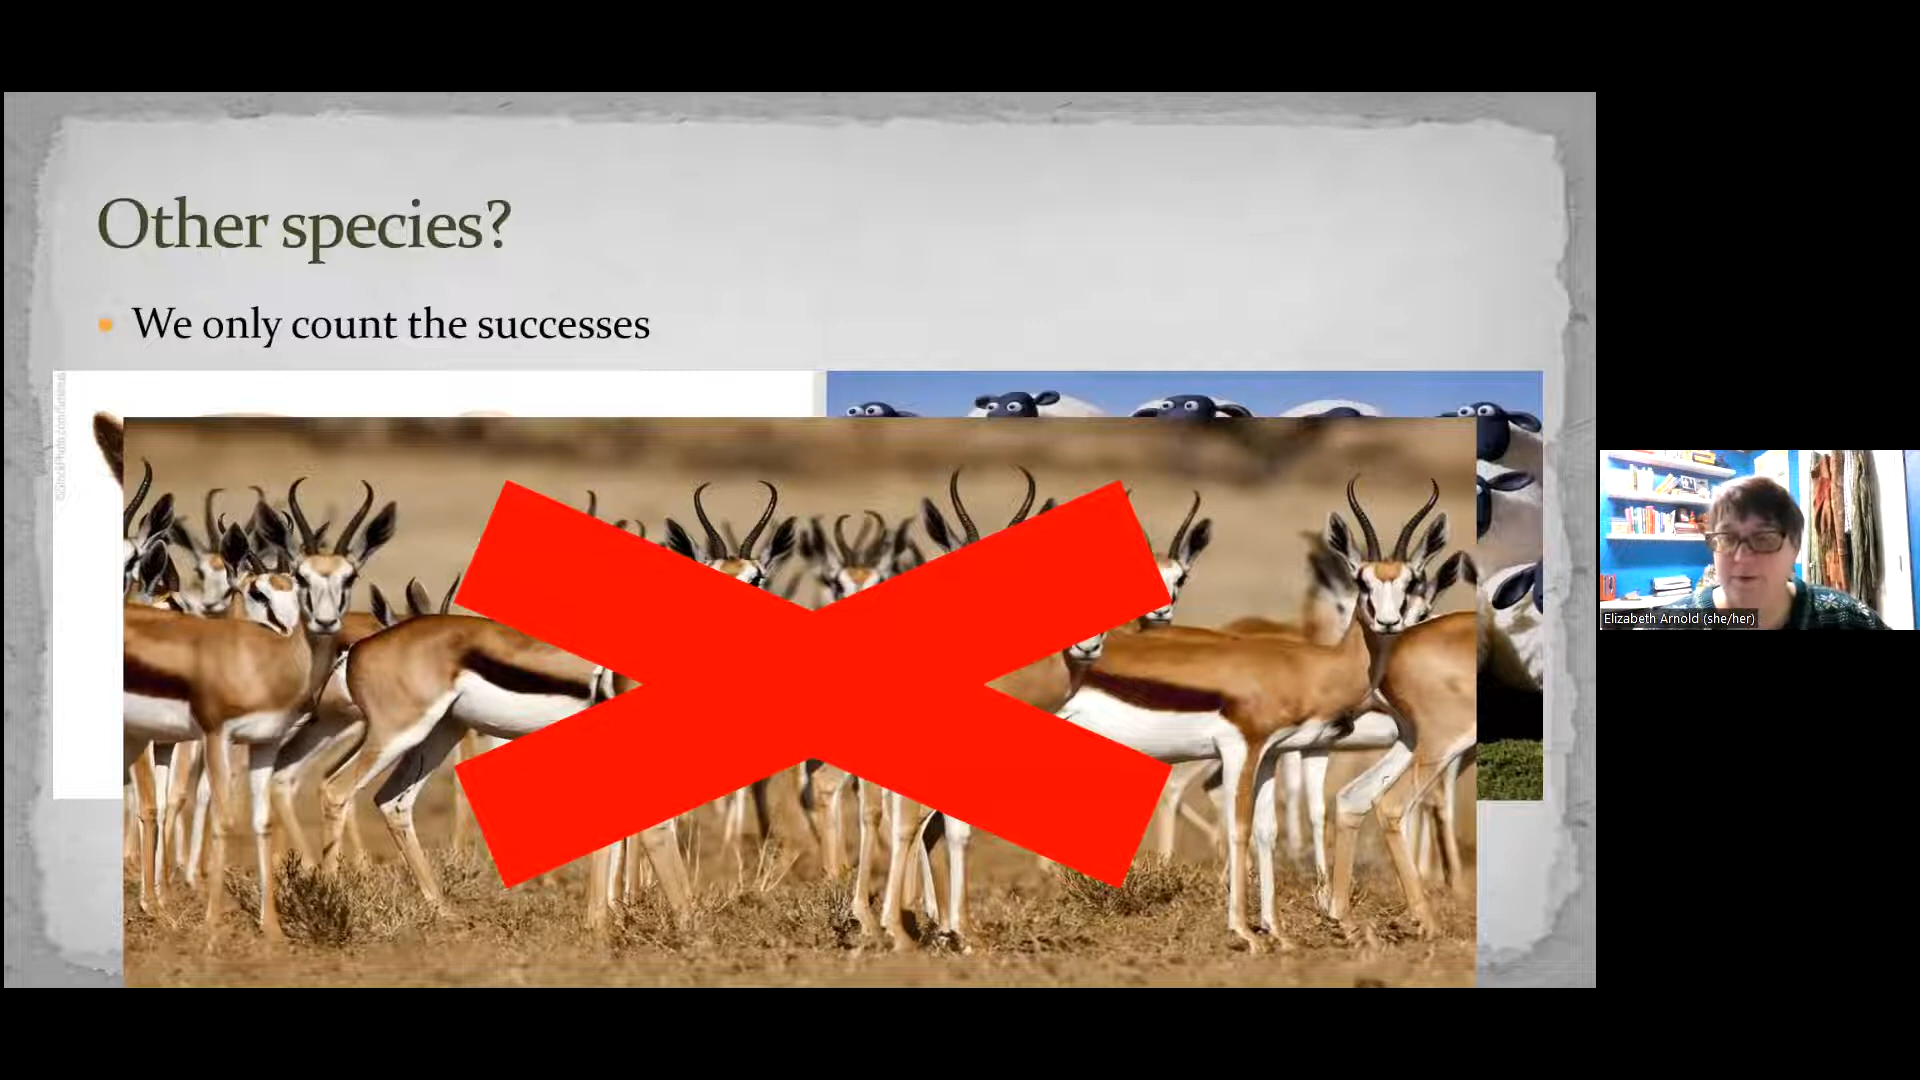 Other species?
We only count the successes
Elizabeth Arnold (she/her)